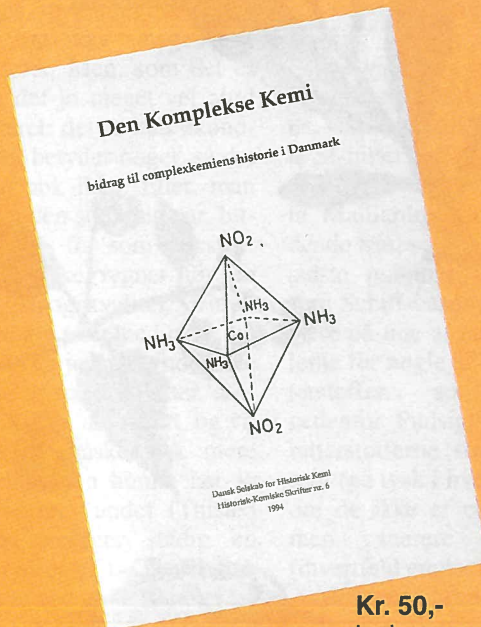 Den Komplekse Kemi
bidrag til complexkemiens historie i Danmark
NO2.
NH3
NH3
NH3
Co
NH3
NO2
Dansk Selskab for Historisk Kemi
Historisk-Kemiske Skrifter nr. 6
1994
Kr. 50,-